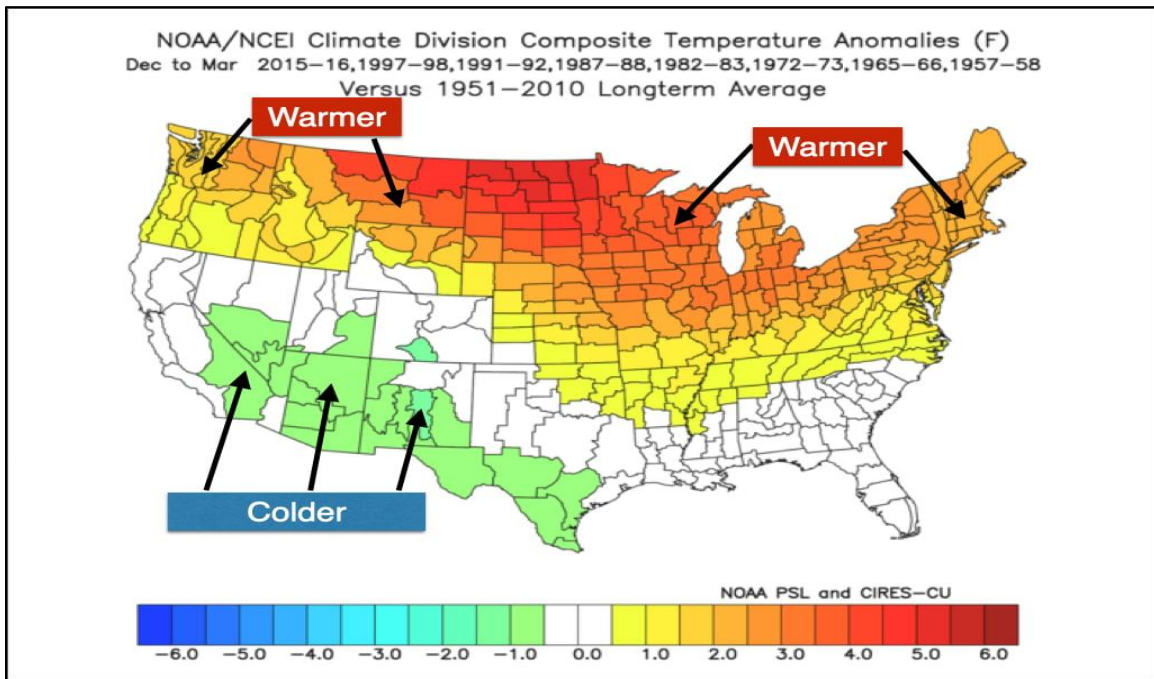 NOAA/NCEI Climate Division Composite Temperature Anomalies (F)
Dec to Mar 2015-16,1997-98,1991-92,1987-88,1982-83,1972-73,1965-66,1957-58
Versus 1951-2010 Longterm Average
Warmer
Warmer
Colder
NOAA PSL and CIRES-CU
-6.0 -5.0 -4.0 -3.0 -2.0 -1.0 0.0 1.0 2.0 3.0 4.0 5.0 6.0